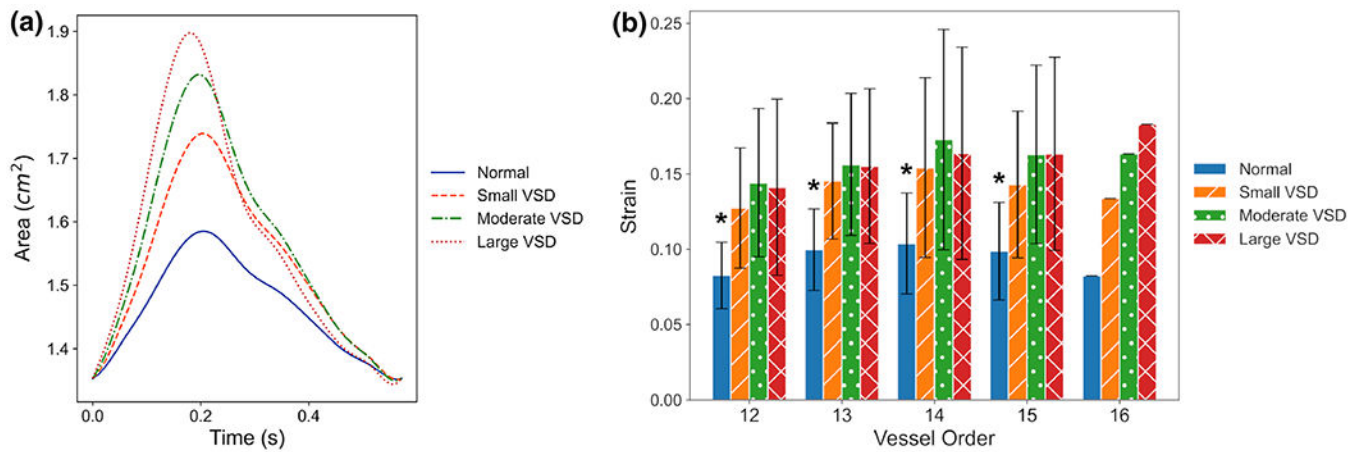 (a)
1.9
1.8
1.7
1.6
1.5
1.4
Area (cm²)
0.0 0.2 0.4
Time (s)
Normal
Small VSD
Moderate VSD
Large VSD
(b)
0.25
0.20
0.15
0.10
0.05
0.00
Strain
* * * *
12 13 14 15 16
Vessel Order
Normal
Small VSD
Moderate VSD
Large VSD